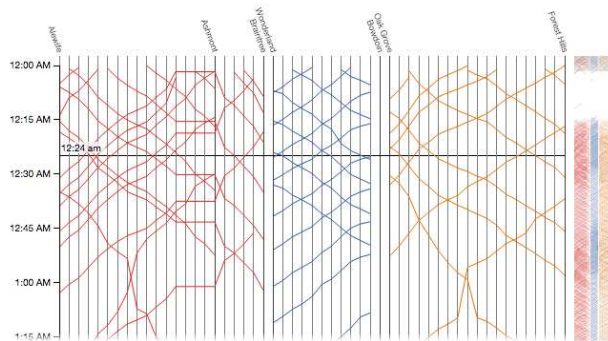 Alewife
Ashmont
Wonderland
Braintree
Oak Grove
Bowdoin
Forest Hills
12:00 AM
12:15 AM
12:24 am
12:30 AM
12:45 AM
1:00 AM
1:15 AM